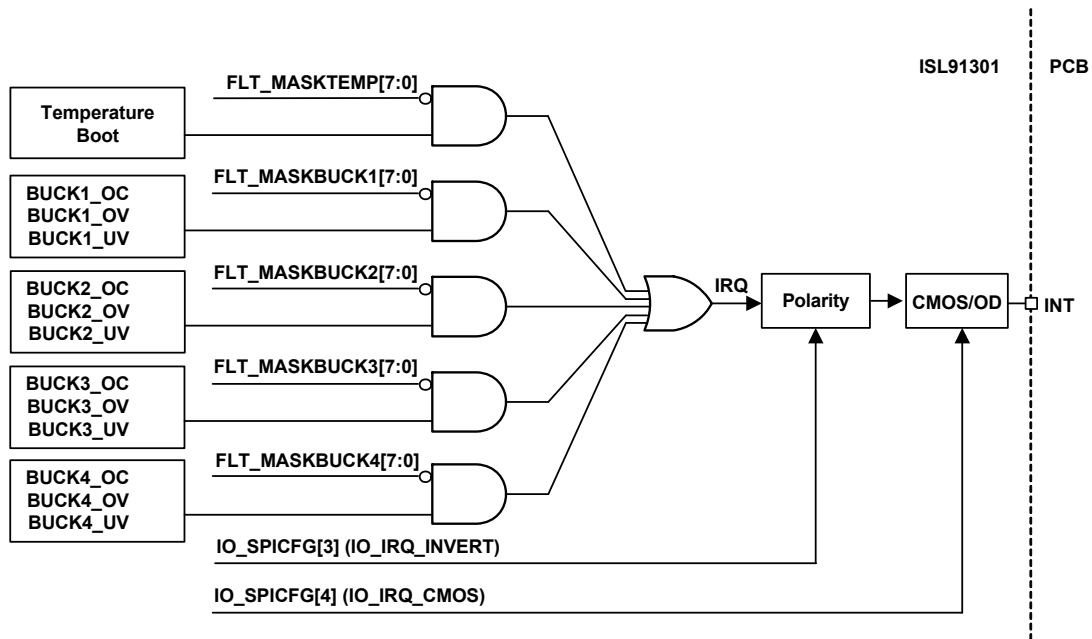 ISL91301
PCB
FLT_MASKTEMP[7:0]
Temperature
Boot
FLT_MASKBUCK1[7:0]
BUCK1_OC
BUCK1_OV
BUCK1_UV
FLT_MASKBUCK2[7:0]
BUCK2_OC
BUCK2_OV
BUCK2_UV
IRQ
Polarity
CMOS/OD
INT
FLT_MASKBUCK3[7:0]
BUCK3_OC
BUCK3_OV
BUCK3_UV
FLT_MASKBUCK4[7:0]
BUCK4_OC
BUCK4_OV
BUCK4_UV
IO_SPICFG[3] (IO_IRQ_INVERT)
IO_SPICFG[4] (IO_IRQ_CMOS)